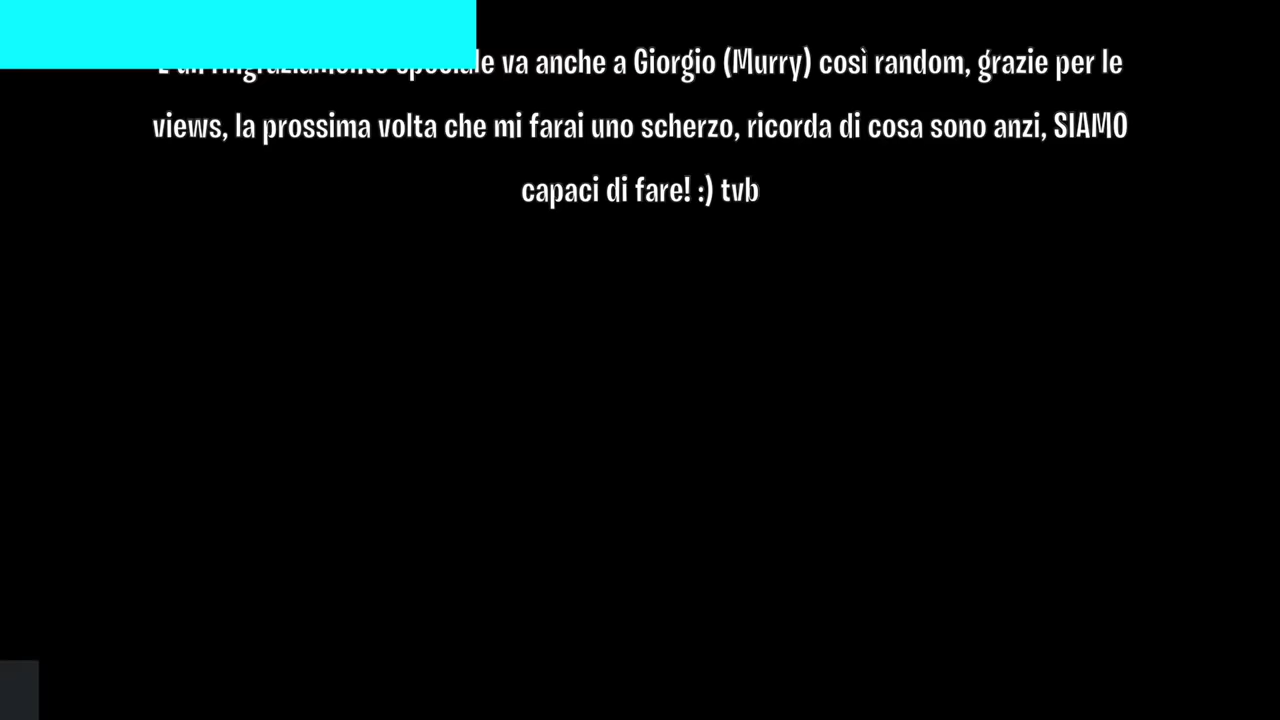 va anche a Giorgio (Murry) così random, grazie per le
views, la prossima volta che mi farai uno scherzo, ricorda di cosa sono anzi, SIAMO
capaci di fare! :) tvb